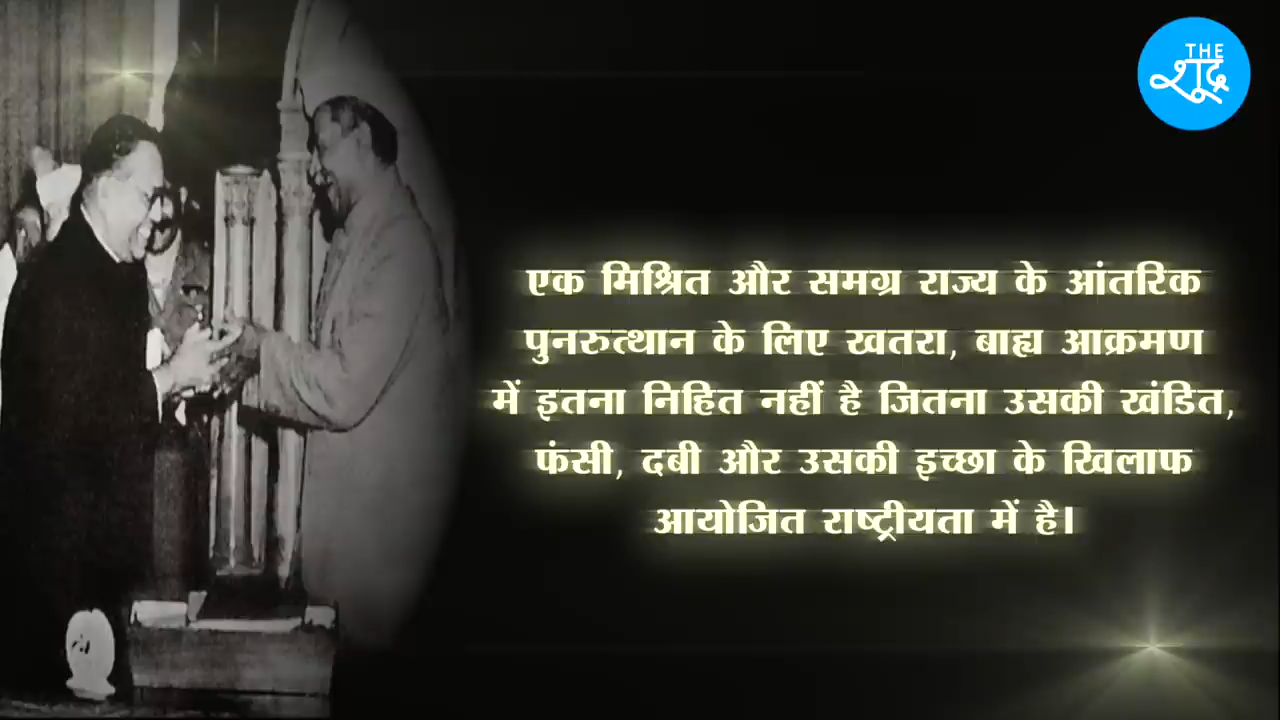 THE
शूद्र
एक मिश्रित और समग्र राज्य के आंतरिक
पुनरुत्थान के लिए खतरा, बाह्य आक्रमण
में इतना निहित नहीं है जितना उसकी खंडित,
फंसी, दबी और उसकी इच्छा के खिलाफ
आयोजित राष्ट्रीयता में है।